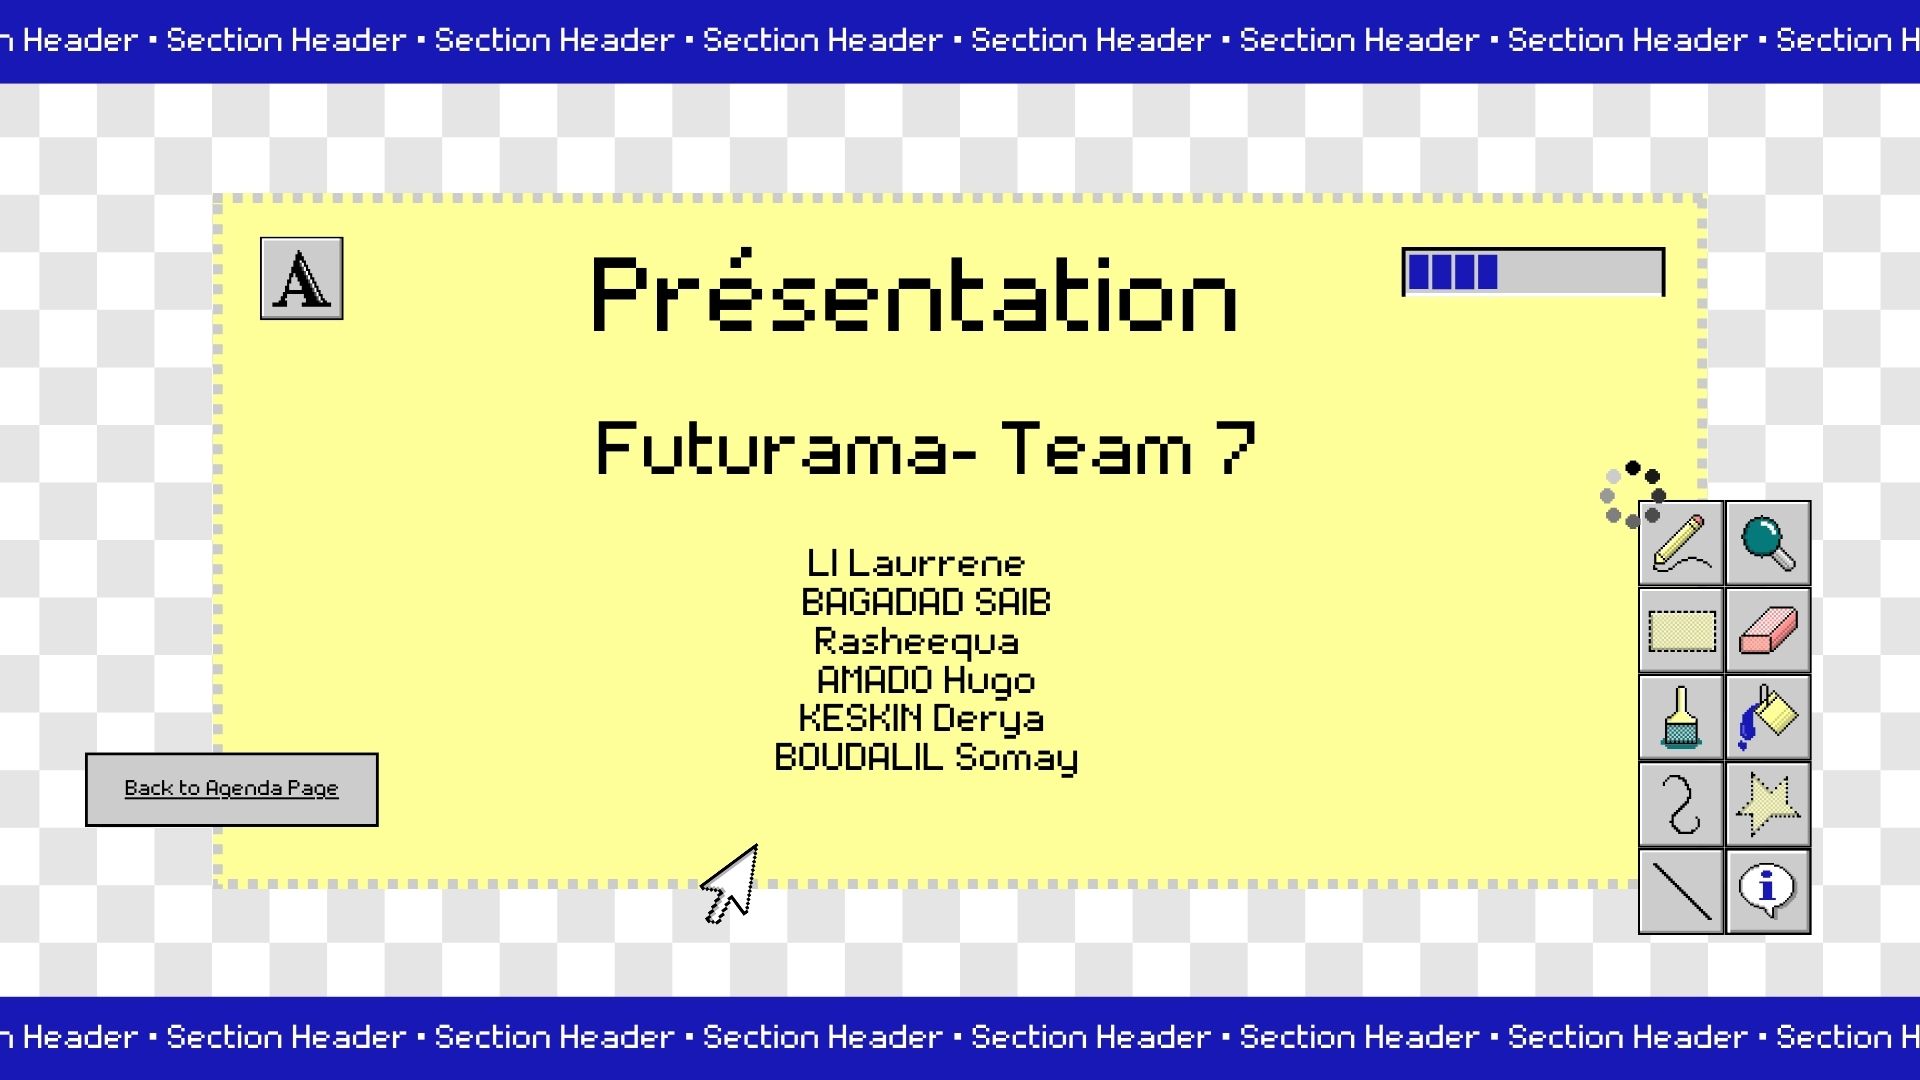 n Header • Section Header • Section Header • Section Header • Section Header • Section Header • Section Header • Section H
A
Présentation
Futurama- Team 7
LI Laurrene
BAGADAD SAIB
Rasheequa
AMADO Hugo
KESKIN Derya
BOUDALIL Somay
Back to Agenda Page
i
n Header • Section Header • Section Header • Section Header • Section Header • Section Header • Section Header • Section H